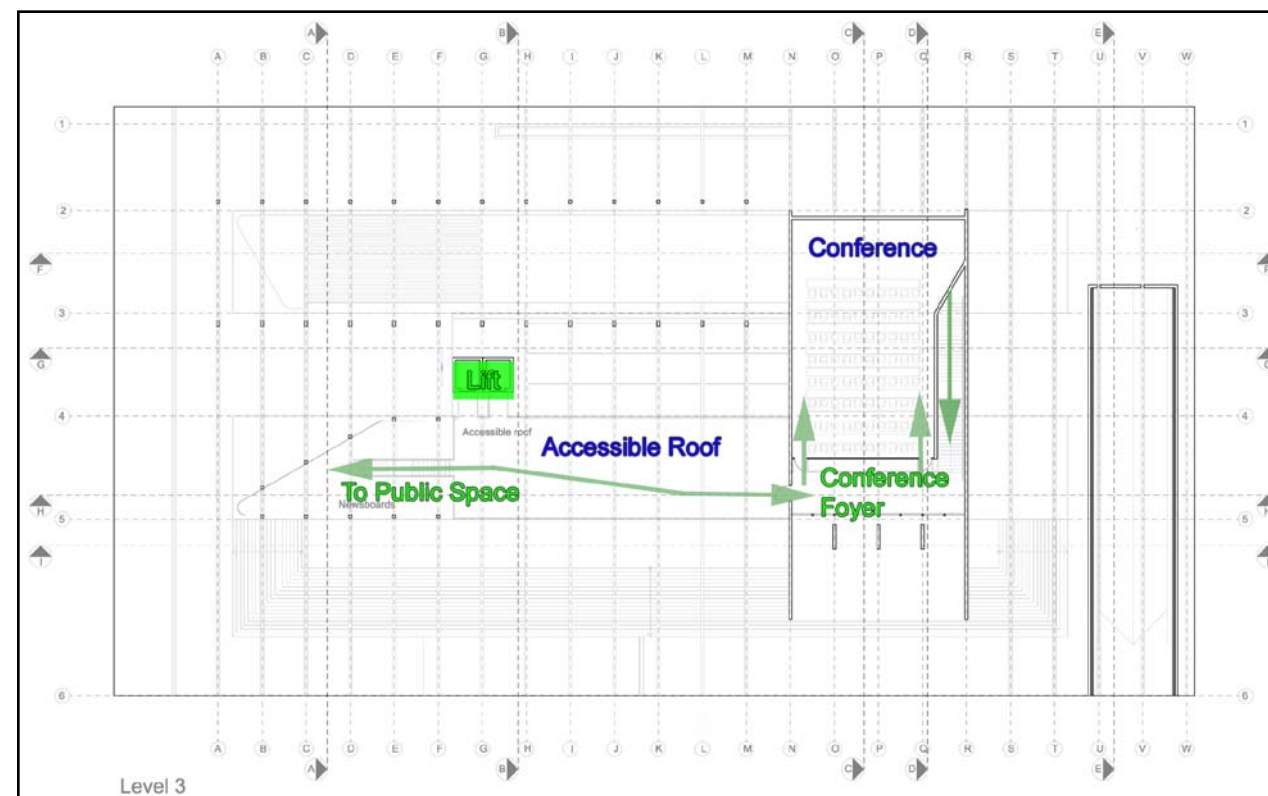 A B C D
A B C D E F G H I J K L M N O P Q R S T U V W
1 1
2 2
Conference
F F
3 3
G G
Lift
4 4
Accessible roof
Accessible Roof
To Public Space
Conference
Foyer
Newsboards
H H
5 5
I I
6 6
A B C D E F G H I J K L M N O P Q R S T U V W
A B C D E
Level 3